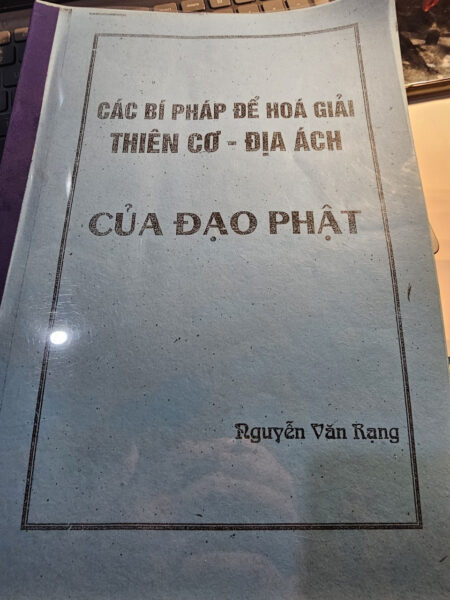 CÁC BÍ PHÁP ĐỂ HOÁ GIẢI
THIÊN CƠ - ĐỊA ÁCH
CỦA ĐẠO PHẬT
Nguyễn Văn Rạng